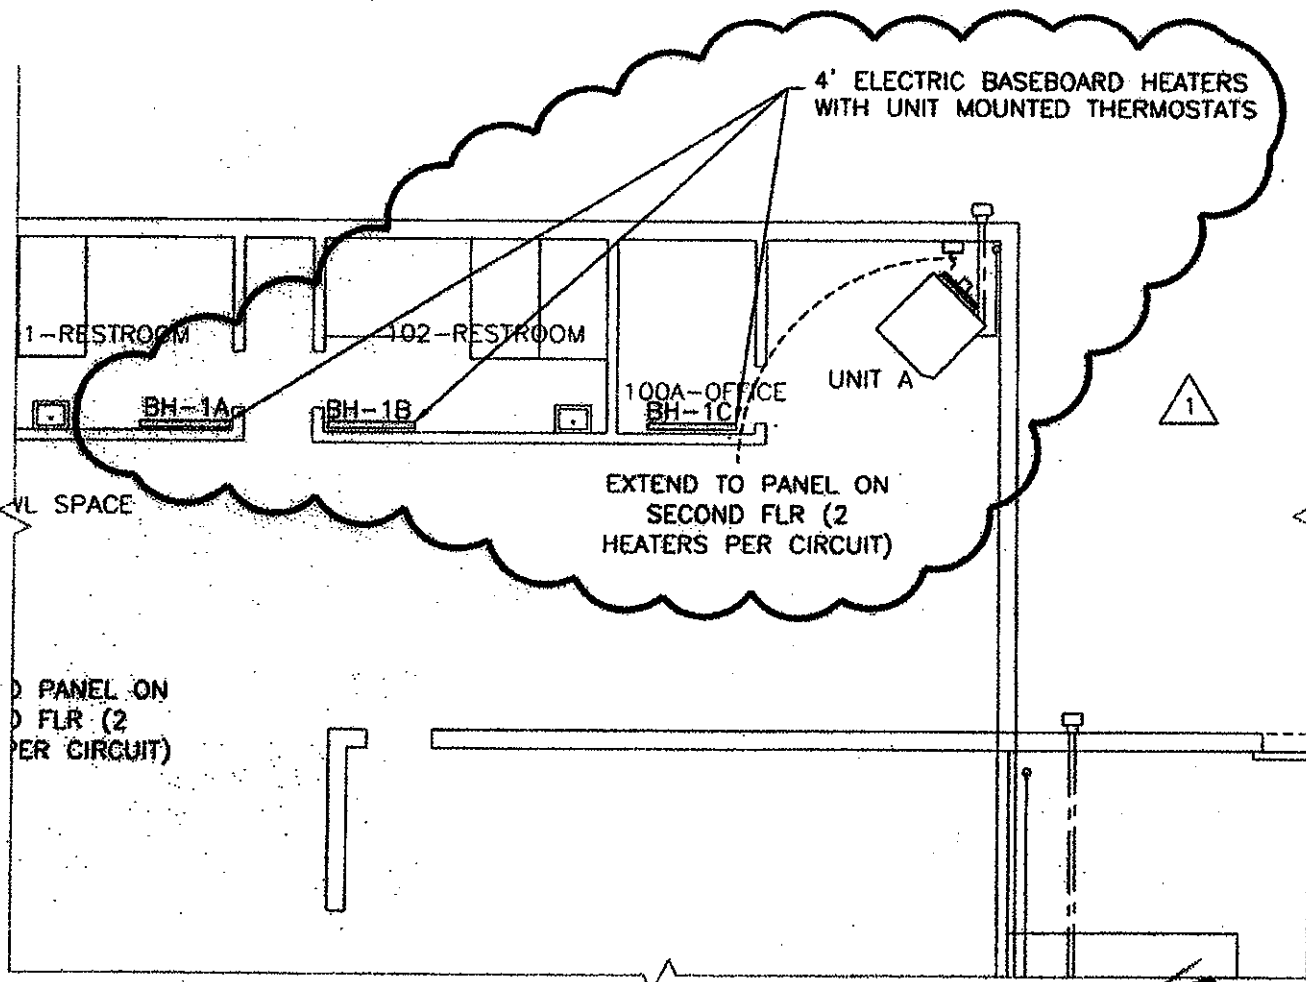 4' ELECTRIC BASEBOARD HEATERS
WITH UNIT MOUNTED THERMOSTATS
1-RESTROOM
102-RESTROOM
100A-OFFICE
UNIT A
BH-1A
BH-1B
BH-1C
1
EXTEND TO PANEL ON
SECOND FLR (2
HEATERS PER CIRCUIT)
WL SPACE
O PANEL ON
D FLR (2
PER CIRCUIT)